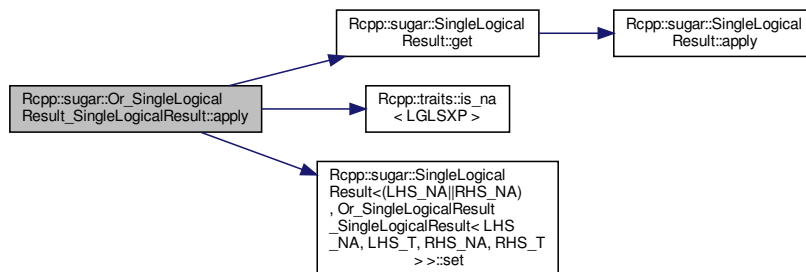 Rcpp::sugar::Or_SingleLogical
Result_SingleLogicalResult::apply
Rcpp::sugar::SingleLogical
Result::get
Rcpp::sugar::SingleLogical
Result::apply
Rcpp::traits::is_na
< LGLSXP >
Rcpp::sugar::SingleLogical
Result<(LHS_NA||RHS_NA)
, Or_SingleLogicalResult
_SingleLogicalResult< LHS
_NA, LHS_T, RHS_NA, RHS_T
> >::set